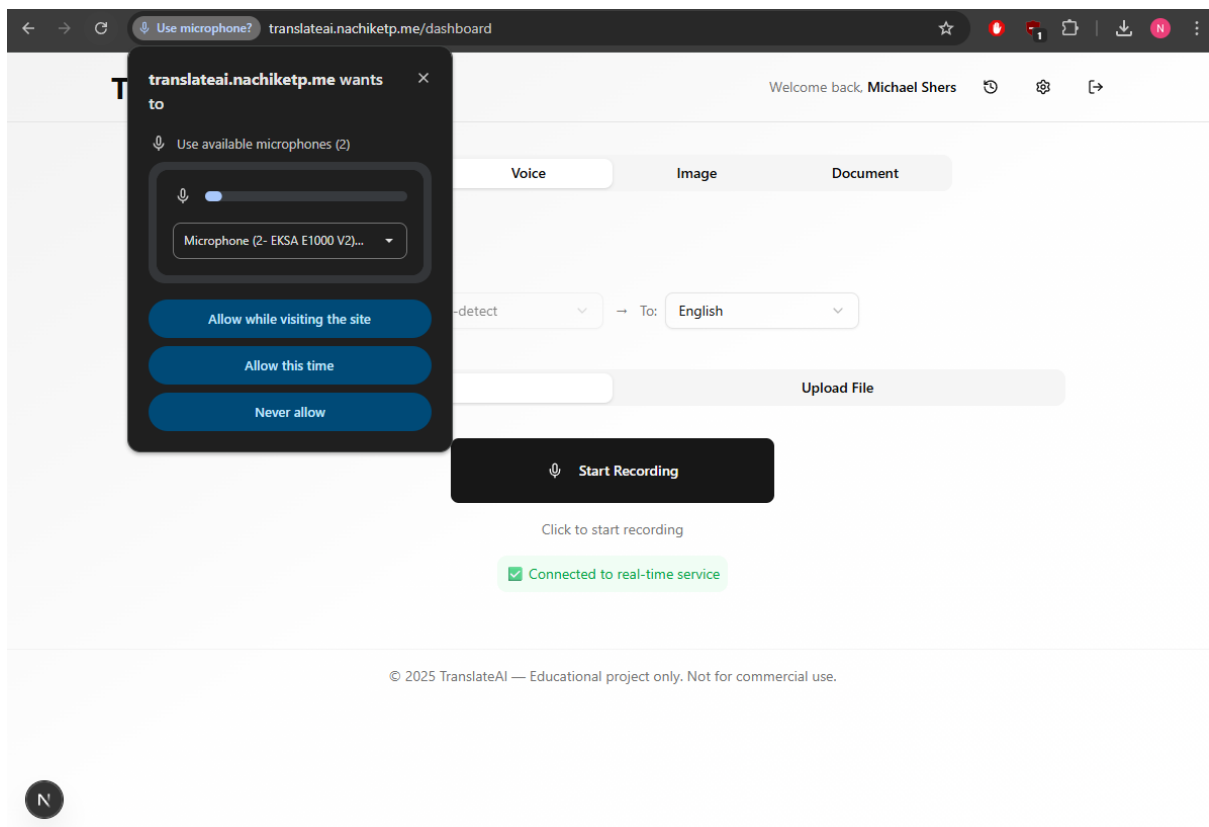 Use microphone? translateai.nachiketp.me/dashboard
1
N
translateai.nachiketp.me wants
to
Use available microphones (2)
Microphone (2- EKSA E1000 V2)...
Allow while visiting the site
Allow this time
Never allow
T
Welcome back, Michael Shers
Voice Image Document
-detect → To: English
Upload File
Start Recording
Click to start recording
Connected to real-time service
© 2025 TranslateAI — Educational project only. Not for commercial use.
N